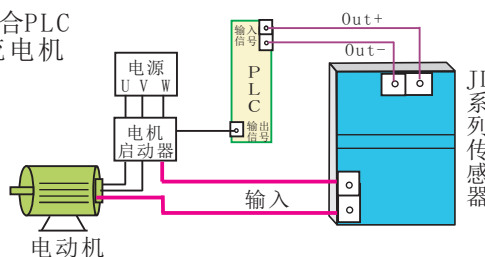 合PLC
电机
Out+
Out-
输入
信号
PLC
输出
信号
电源
U V W
电机
启动器
输入
电动机
系列传感器